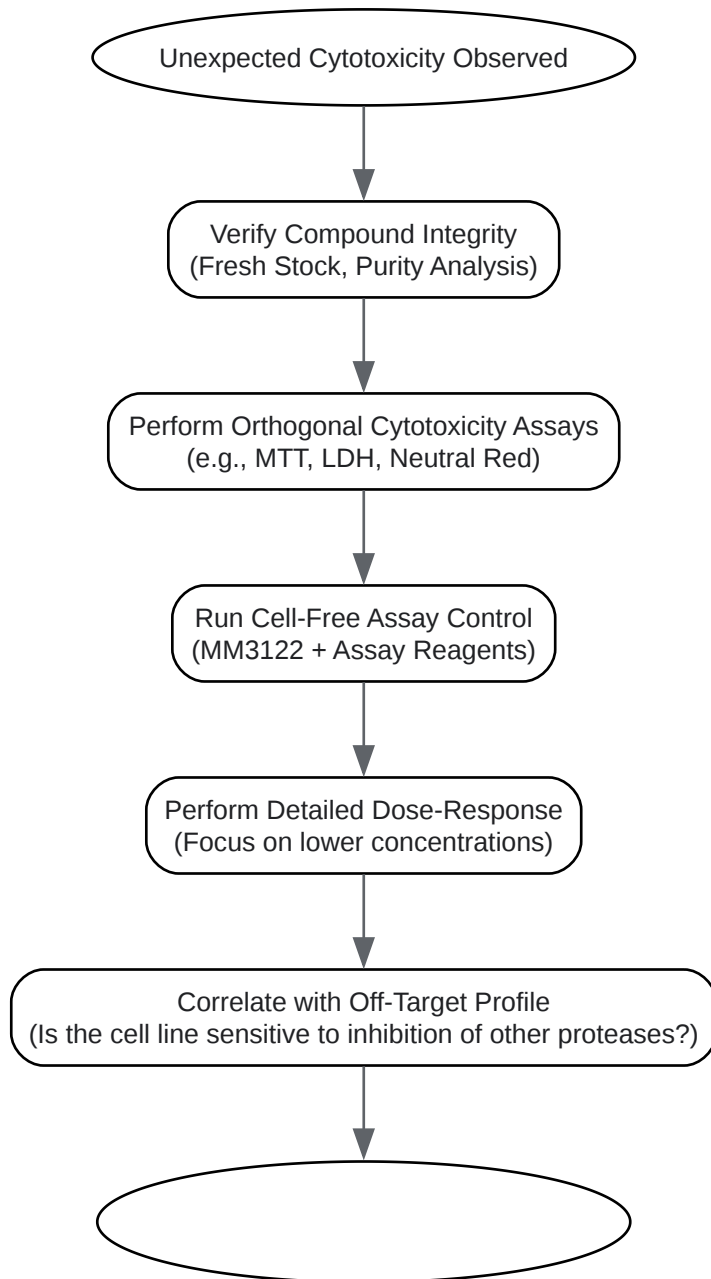 Unexpected Cytotoxicity Observed
Verify Compound Integrity
(Fresh Stock, Purity Analysis)
Perform Orthogonal Cytotoxicity Assays
(e.g., MTT, LDH, Neutral Red)
Run Cell-Free Assay Control
(MM3122 + Assay Reagents)
Perform Detailed Dose-Response
(Focus on lower concentrations)
Correlate with Off-Target Profile
(Is the cell line sensitive to inhibition of other proteases?)